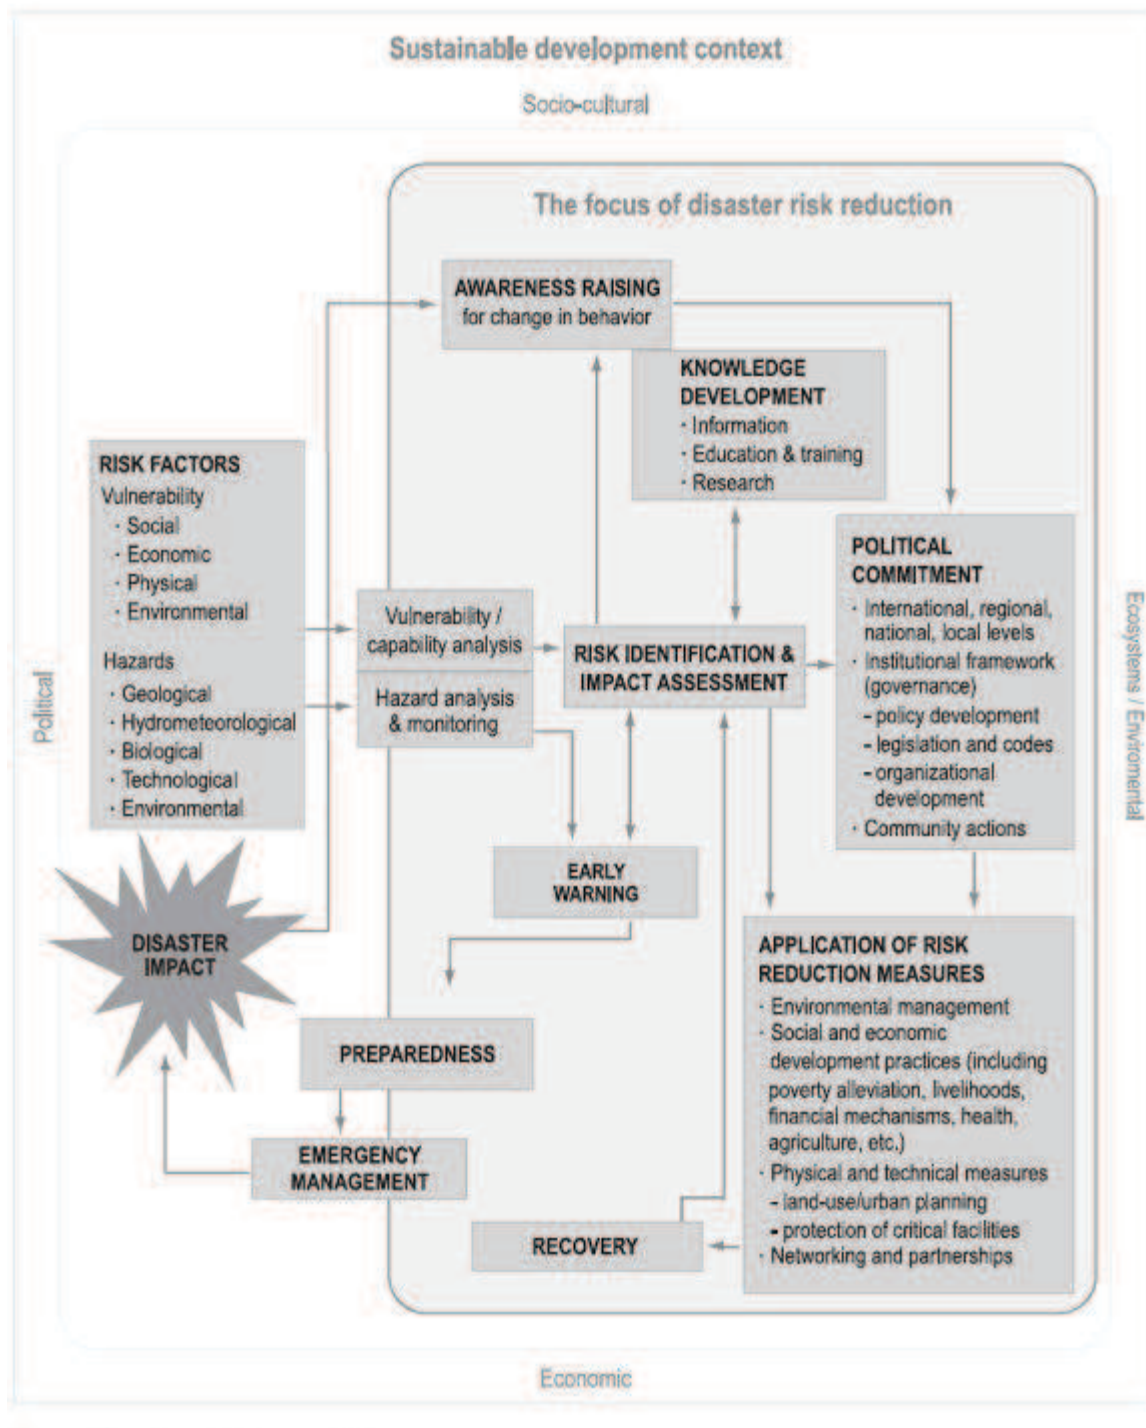 Sustainable development context
Socio-cultural
The focus of disaster risk reduction
AWARENESS RAISING
for change in behavior
KNOWLEDGE
DEVELOPMENT
· Information
· Education & training
· Research
RISK FACTORS
Vulnerability
· Social
· Economic
· Physical
· Environmental
Hazards
· Geological
· Hydrometeorological
· Biological
· Technological
· Environmental
Vulnerability /
capability analysis
Hazard analysis
& monitoring
RISK IDENTIFICATION &
IMPACT ASSESSMENT
POLITICAL
COMMITMENT
· International, regional,
national, local levels
· Institutional framework
(governance)
- policy development
- legislation and codes
- organizational
development
· Community actions
Political
Ecosystems / Enviromental
EARLY
WARNING
DISASTER
IMPACT
PREPAREDNESS
EMERGENCY
MANAGEMENT
RECOVERY
APPLICATION OF RISK
REDUCTION MEASURES
· Environmental management
· Social and economic
development practices (including
poverty alleviation, livelihoods,
financial mechanisms, health,
agriculture, etc.)
· Physical and technical measures
- land-use/urban planning
- protection of critical facilities
· Networking and partnerships
Economic